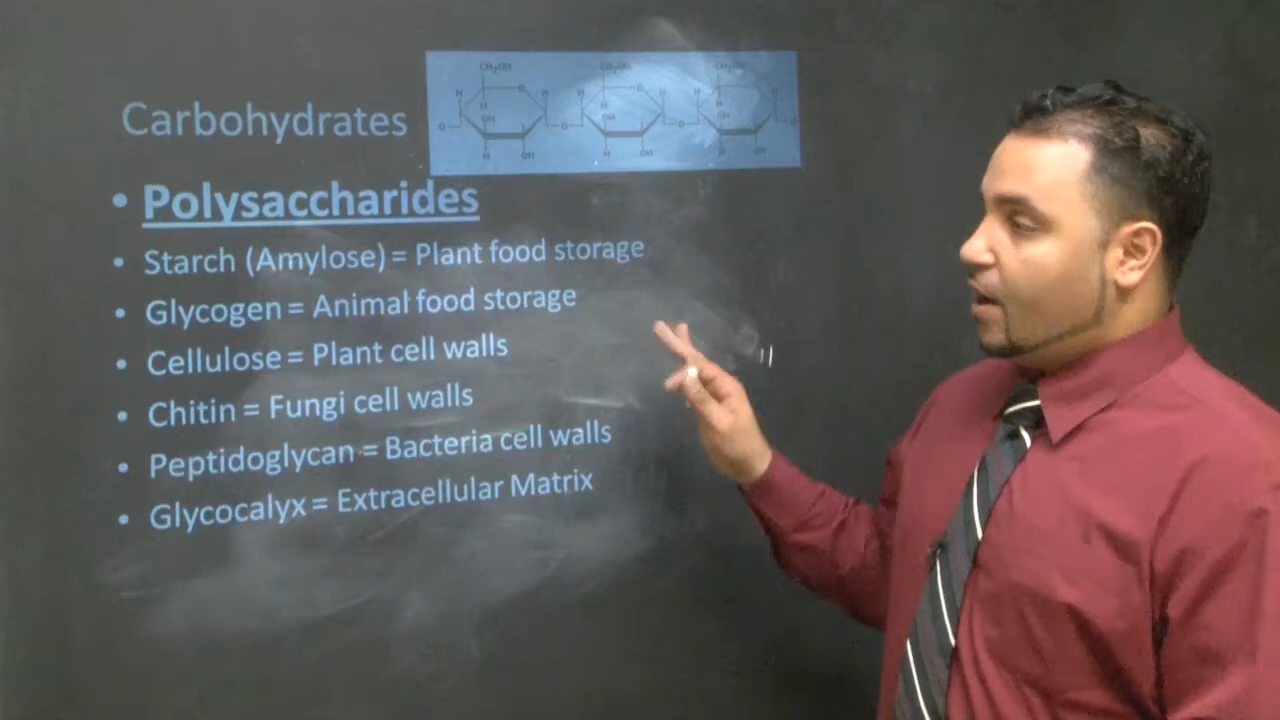 Carbohydrates
• Polysaccharides
• Starch (Amylose) = Plant food storage
• Glycogen = Animal food storage
• Cellulose = Plant cell walls
• Chitin = Fungi cell walls
• Peptidoglycan = Bacteria cell walls
• Glycocalyx = Extracellular Matrix